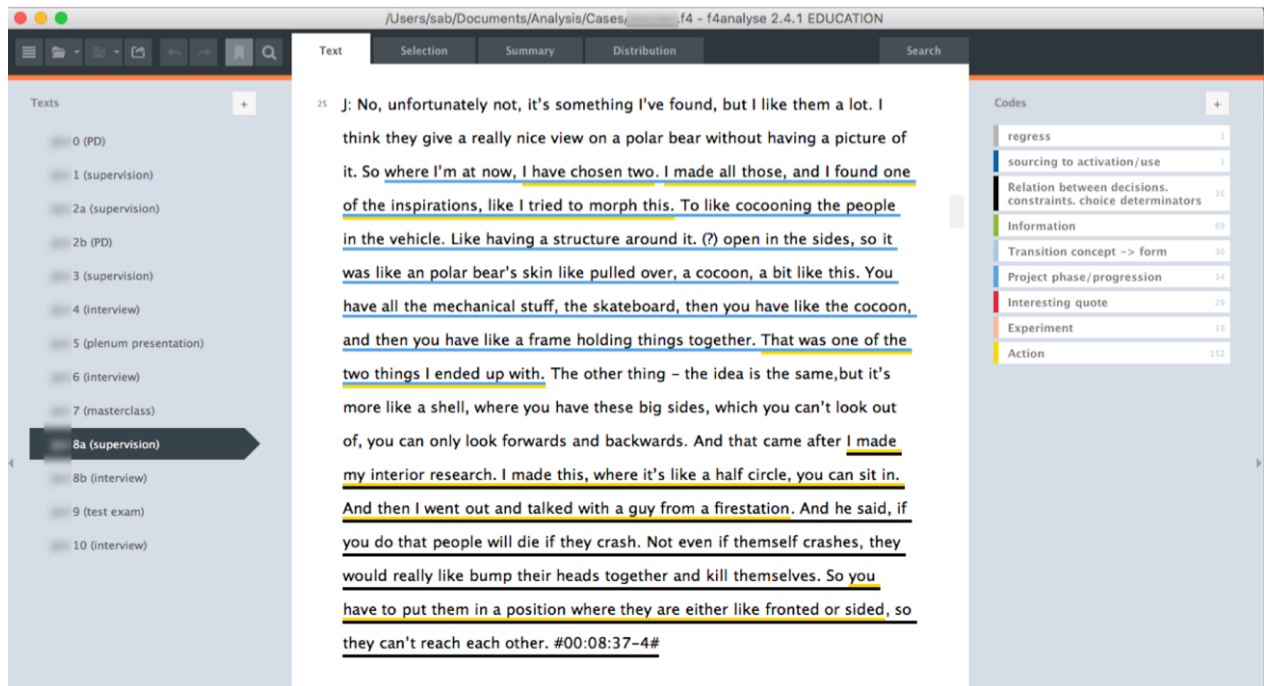 /Users/sab/Documents/Analysis/Cases/ .f4 - f4analyse 2.4.1 EDUCATION
Text
Selection
Summary
Distribution
Search
Texts
+
0 (PD)
1 (supervision)
2a (supervision)
2b (PD)
3 (supervision)
4 (interview)
5 (plenum presentation)
6 (interview)
7 (masterclass)
8a (supervision)
8b (interview)
9 (test exam)
10 (interview)
25 J: No, unfortunately not, it's something I've found, but I like them a lot. I
think they give a really nice view on a polar bear without having a picture of
it. So where I'm at now, I have chosen two. I made all those, and I found one
of the inspirations, like I tried to morph this. To like cocooning the people
in the vehicle. Like having a structure around it. (?) open in the sides, so it
was like an polar bear's skin like pulled over, a cocoon, a bit like this. You
have all the mechanical stuff, the skateboard, then you have like the cocoon,
and then you have like a frame holding things together. That was one of the
two things I ended up with. The other thing – the idea is the same,but it's
more like a shell, where you have these big sides, which you can't look out
of, you can only look forwards and backwards. And that came after I made
my interior research. I made this, where it's like a half circle, you can sit in.
And then I went out and talked with a guy from a firestation. And he said, if
you do that people will die if they crash. Not even if themself crashes, they
would really like bump their heads together and kill themselves. So you
have to put them in a position where they are either like fronted or sided, so
they can't reach each other. #00:08:37-4#
Codes
+
regress 1
sourcing to activation/use 1
Relation between decisions.
constraints. choice determinators 16
Information 69
Transition concept -> form 30
Project phase/progression 34
Interesting quote 29
Experiment 19
Action 152